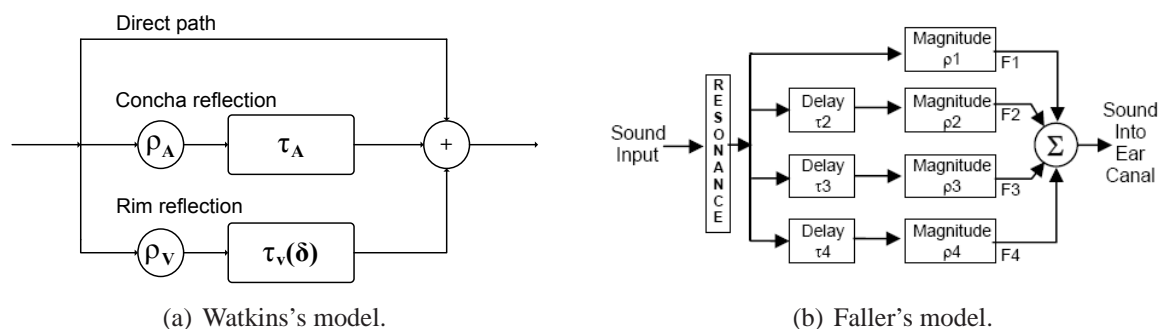 Direct path
Concha reflection
ρA
τA
+
Rim reflection
ρV
τv(δ)
(a) Watkins's model.
Sound
Input
RESONANCE
Magnitude
ρ1
F1
Delay
τ2
Magnitude
ρ2
F2
Delay
τ3
Magnitude
ρ3
F3
Delay
τ4
Magnitude
ρ4
F4
Σ
Sound
Into
Ear
Canal
(b) Faller's model.